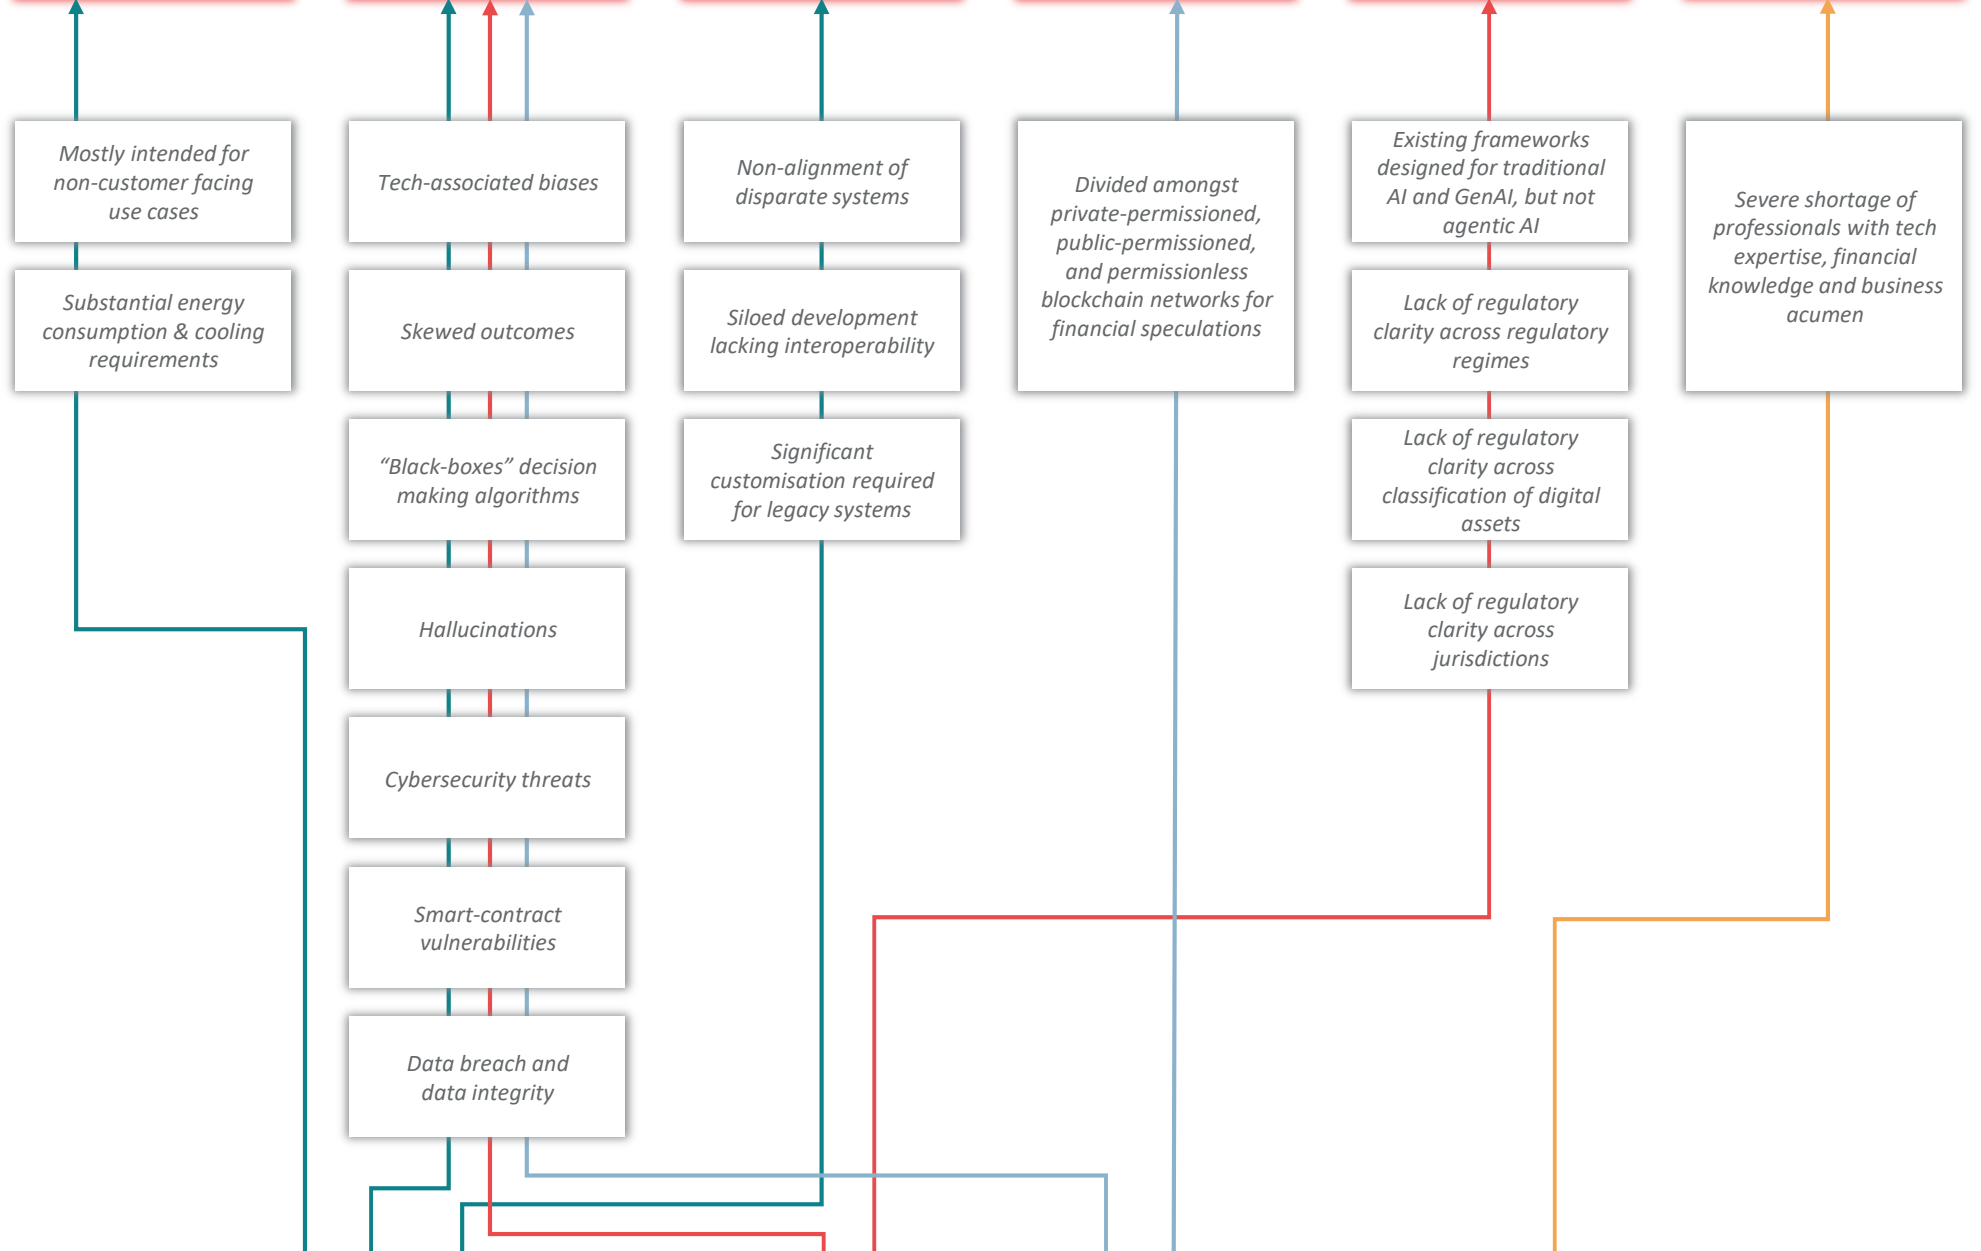 Mostly intended for
non-customer facing
use cases
Substantial energy
consumption & cooling
requirements
Tech-associated biases
Skewed outcomes
“Black-boxes” decision
making algorithms
Hallucinations
Cybersecurity threats
Smart-contract
vulnerabilities
Data breach and
data integrity
Non-alignment of
disparate systems
Siloed development
lacking interoperability
Significant
customisation required
for legacy systems
Divided amongst
private-permissioned,
public-permissioned,
and permissionless
blockchain networks for
financial speculations
Existing frameworks
designed for traditional
AI and GenAI, but not
agentic AI
Lack of regulatory
clarity across regulatory
regimes
Lack of regulatory
clarity across
classification of digital
assets
Lack of regulatory
clarity across
jurisdictions
Severe shortage of
professionals with tech
expertise, financial
knowledge and business
acumen